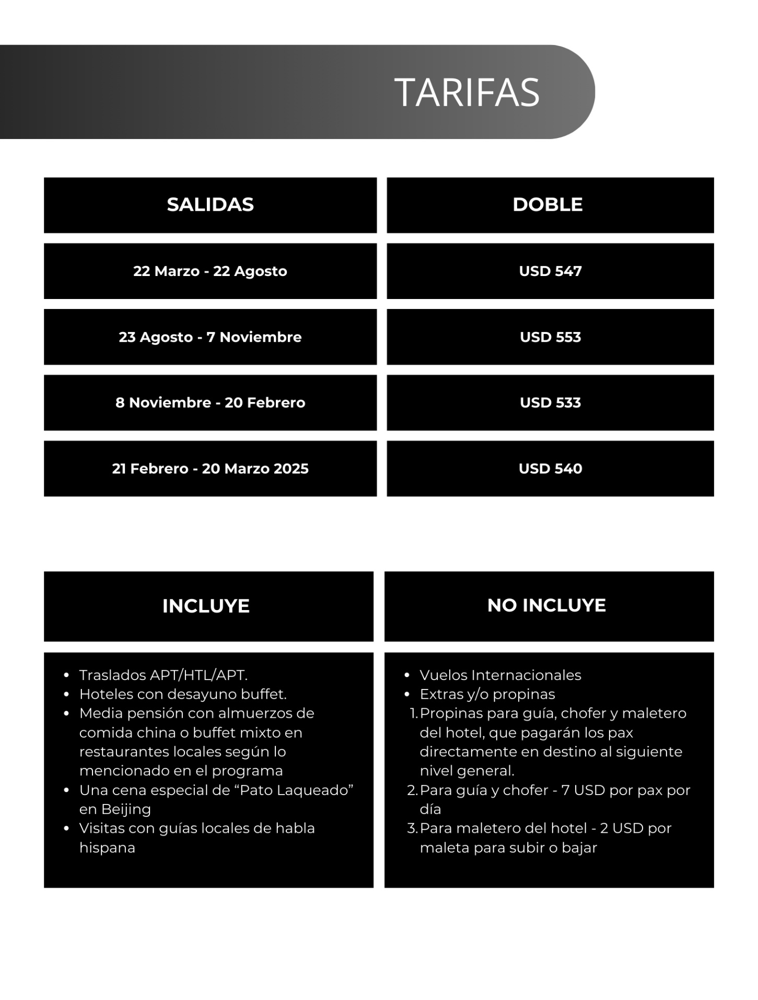 TARIFAS
SALIDAS
DOBLE
22 Marzo - 22 Agosto
USD 547
23 Agosto - 7 Noviembre
USD 553
8 Noviembre - 20 Febrero
USD 533
21 Febrero - 20 Marzo 2025
USD 540
INCLUYE
• Traslados APT/HTL/APT.
• Hoteles con desayuno buffet.
• Media pensión con almuerzos de
comida china o buffet mixto en
restaurantes locales según lo
mencionado en el programa
• Una cena especial de “Pato Laqueado”
en Beijing
• Visitas con guías locales de habla
hispana
NO INCLUYE
• Vuelos Internacionales
• Extras y/o propinas
1. Propinas para guía, chofer y maletero
del hotel, que pagarán los pax
directamente en destino al siguiente
nivel general.
2. Para guía y chofer - 7 USD por pax por
día
3. Para maletero del hotel - 2 USD por
maleta para subir o bajar